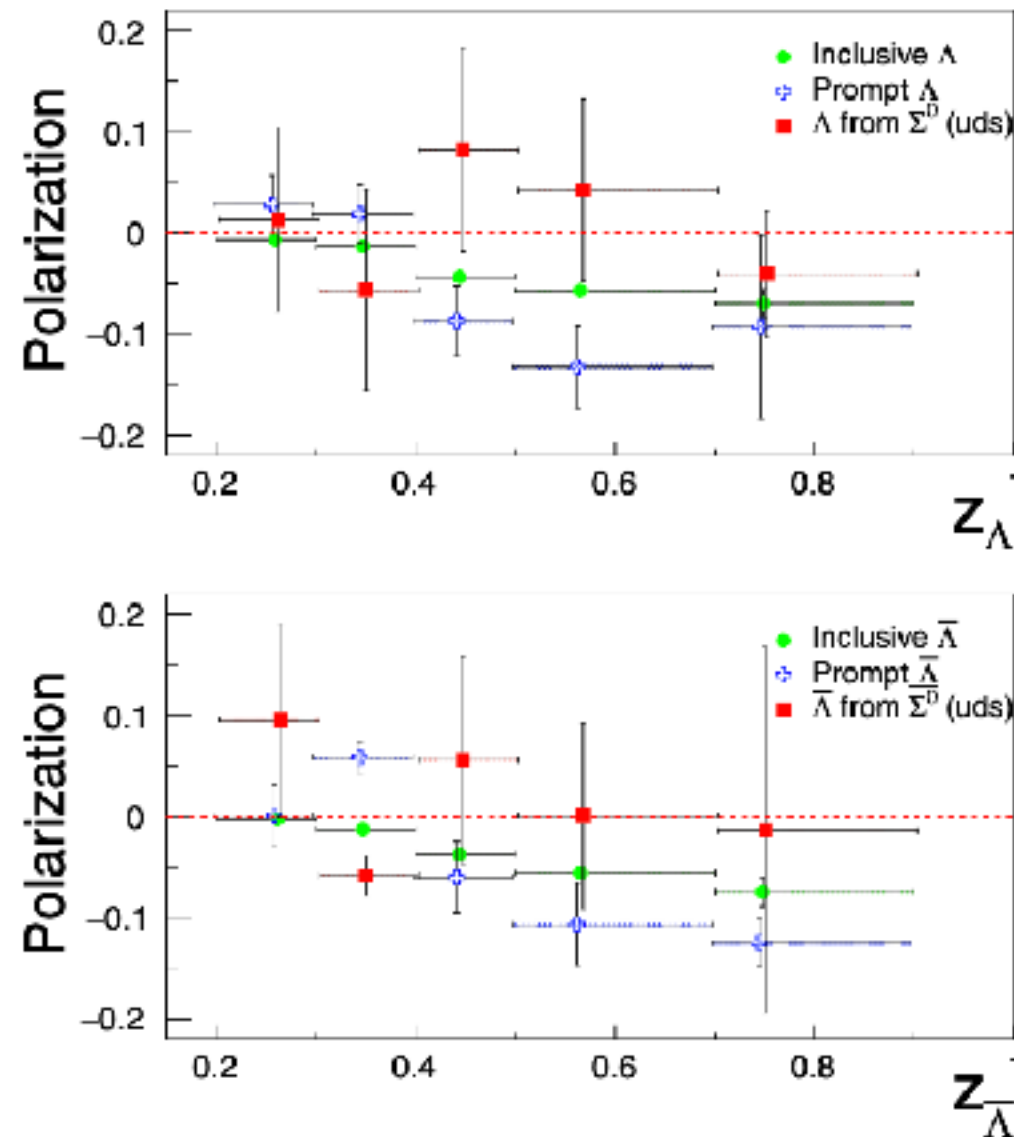 0.2
Inclusive Λ
Prompt Λ
Λ from Σ⁰ (uds)
0.1
0
−0.1
−0.2
Polarization
0.2 0.4 0.6 0.8
z_Λ
0.2
Inclusive Λ̅
Prompt Λ̅
Λ̅ from Σ̅⁰ (uds)
0.1
0
−0.1
−0.2
Polarization
0.2 0.4 0.6 0.8
z_Λ̅